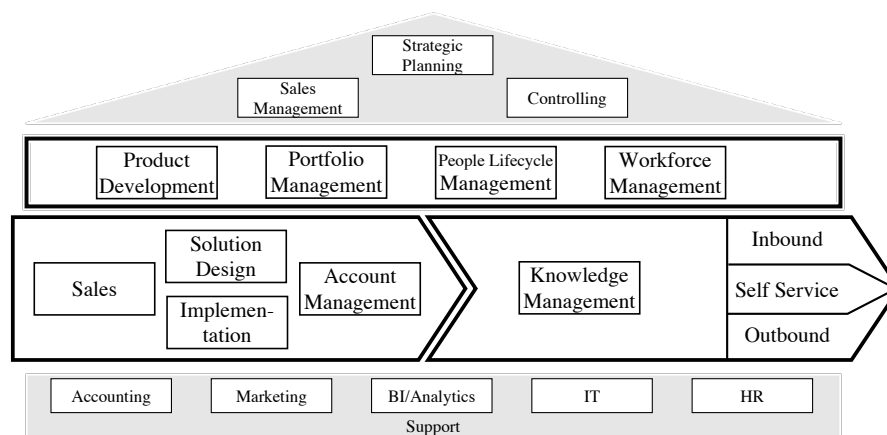 Strategic
Planning
Sales
Management
Controlling
Product
Development
Portfolio
Management
People Lifecycle
Management
Workforce
Management
Sales
Solution
Design
Implemen-
tation
Account
Management
Knowledge
Management
Inbound
Self Service
Outbound
Accounting
Marketing
BI/Analytics
IT
HR
Support